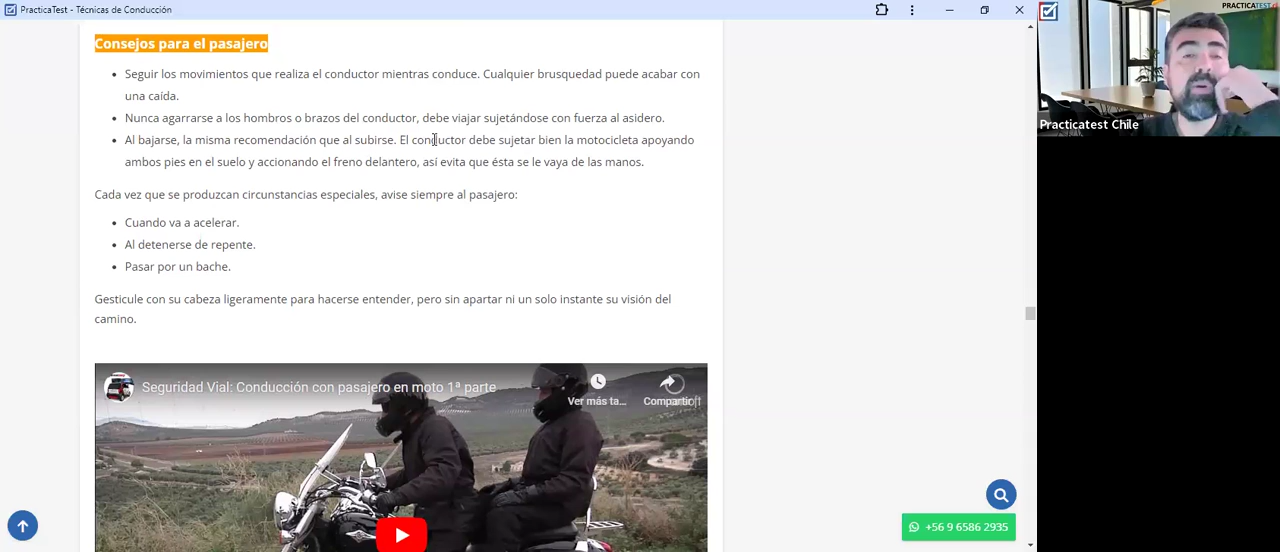 PracticaTest - Técnicas de Conducción
PRACTICATEST
Consejos para el pasajero
Seguir los movimientos que realiza el conductor mientras conduce. Cualquier brusquedad puede acabar con
una caída.
Nunca agarrarse a los hombros o brazos del conductor, debe viajar sujetándose con fuerza al asidero.
Al bajarse, la misma recomendación que al subirse. El conductor debe sujetar bien la motocicleta apoyando
ambos pies en el suelo y accionando el freno delantero, así evita que ésta se le vaya de las manos.
Cada vez que se produzcan circunstancias especiales, avise siempre al pasajero:
Cuando va a acelerar.
Al detenerse de repente.
Pasar por un bache.
Gesticule con su cabeza ligeramente para hacerse entender, pero sin apartar ni un solo instante su visión del
camino.
Seguridad Vial: Conducción con pasajero en moto 1ª parte
Ver más ta...
Compartir
+56 9 6586 2935
Practicatest Chile